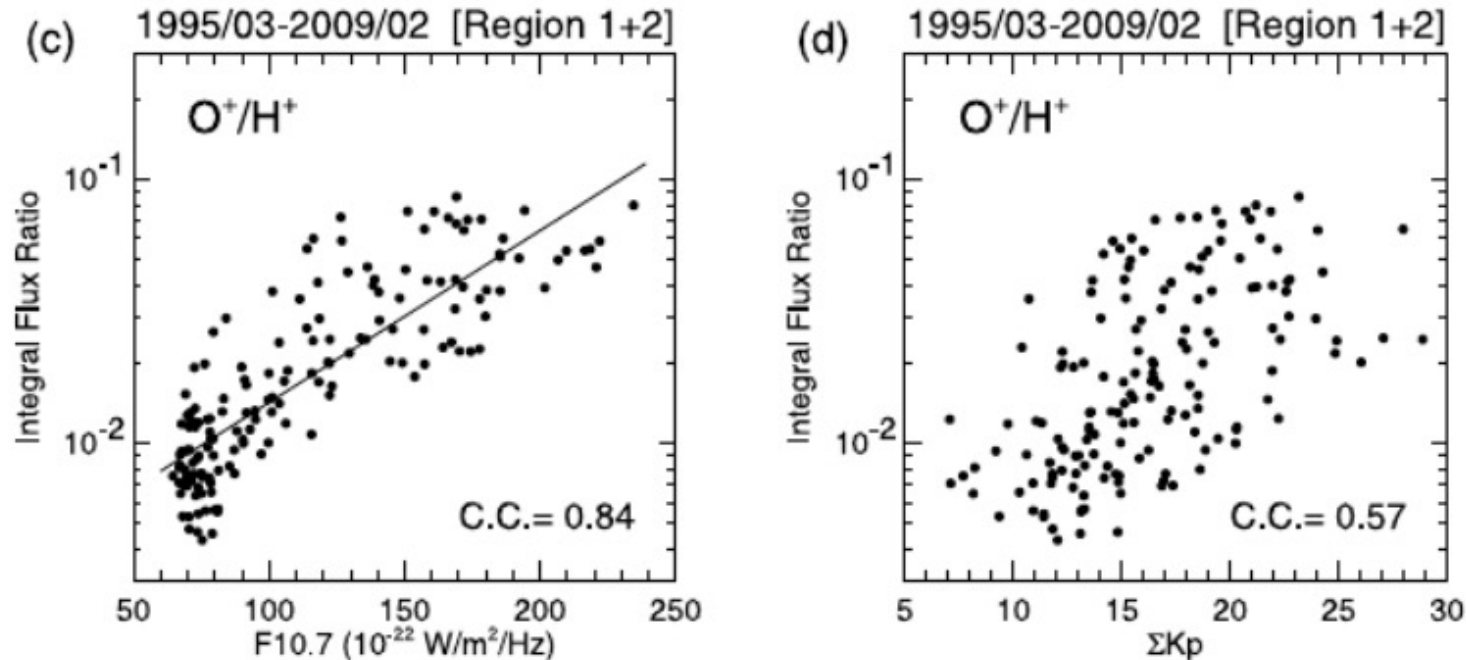 (c) 1995/03-2009/02 [Region 1+2]
O⁺/H⁺
Integral Flux Ratio
10⁻¹
10⁻²
C.C.= 0.84
50 100 150 200 250
F10.7 (10⁻²² W/m²/Hz)
(d) 1995/03-2009/02 [Region 1+2]
O⁺/H⁺
Integral Flux Ratio
10⁻¹
10⁻²
C.C.= 0.57
5 10 15 20 25 30
ΣKp